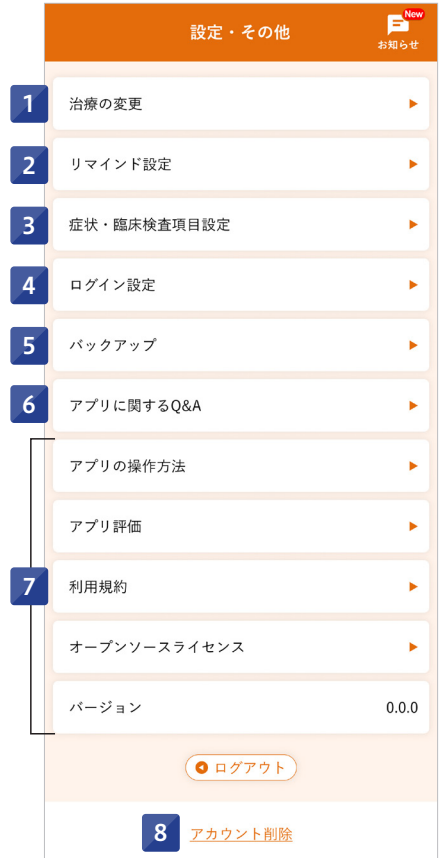 設定・その他
New
お知らせ
1
治療の変更
2
リマインド設定
3
症状・臨床検査項目設定
4
ログイン設定
5
バックアップ
6
アプリに関するQ&A
アプリの操作方法
アプリ評価
7
利用規約
オープンソースライセンス
バージョン 0.0.0
ログアウト
8 アカウント削除